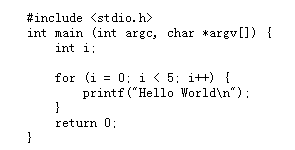 #include <stdio.h>
int main (int argc, char *argv[]) {
    int i;

    for (i = 0; i < 5; i++) {
        printf("Hello World\n");
    }
    return 0;
}